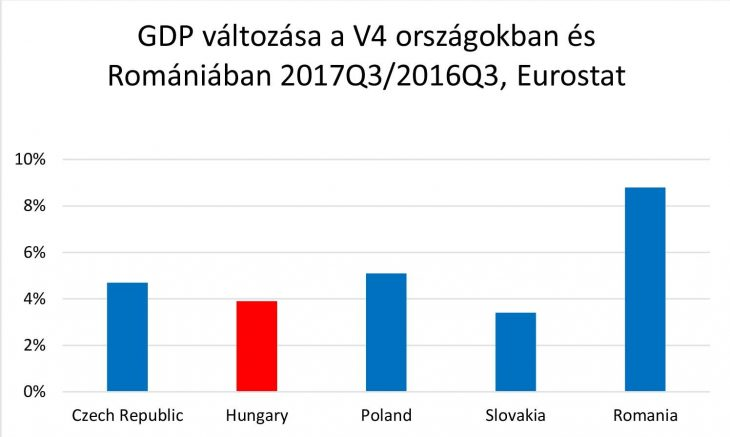 GDP változása a V4 országokban és
Romániában 2017Q3/2016Q3, Eurostat
10%
8%
6%
4%
2%
0%
Czech Republic Hungary Poland Slovakia Romania